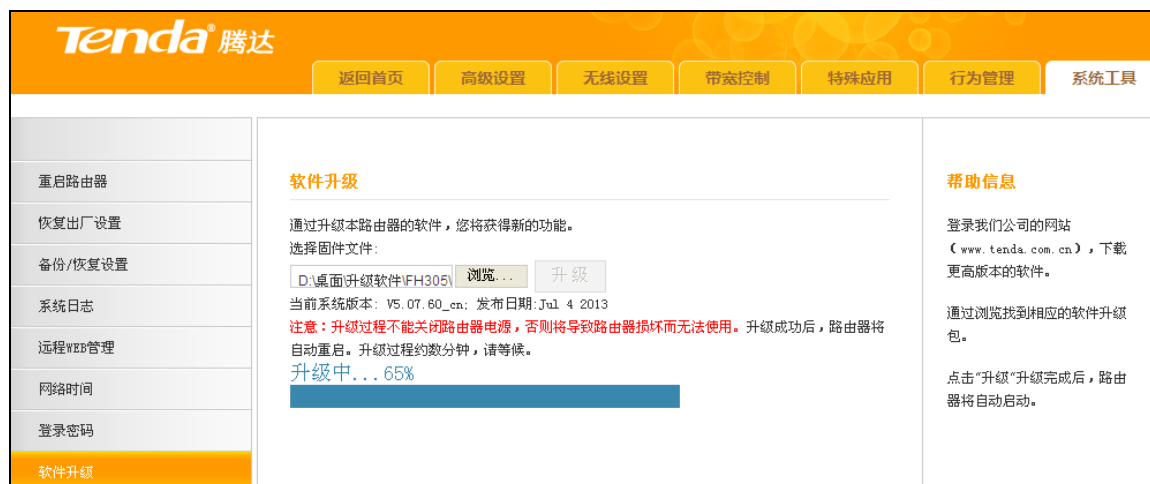 Tenda®腾达
返回首页 高级设置 无线设置 带宽控制 特殊应用 行为管理 系统工具
重启路由器
恢复出厂设置
备份/恢复设置
系统日志
远程WEB管理
网络时间
登录密码
软件升级
软件升级
通过升级本路由器的软件，您将获得新的功能。
选择固件文件:
D:\桌面\升级软件\FH305\ 浏览... 升级
当前系统版本: V5.07.60_cn; 发布日期:Jul 4 2013
注意：升级过程不能关闭路由器电源，否则将导致路由器损坏而无法使用。升级成功后，路由器将
自动重启。升级过程约数分钟，请等候。
升级中...65%
帮助信息
登录我们公司的网站
（www.tenda.com.cn），下载
更高版本的软件。
通过浏览找到相应的软件升级
包。
点击“升级“升级完成后，路由
器将自动启动。